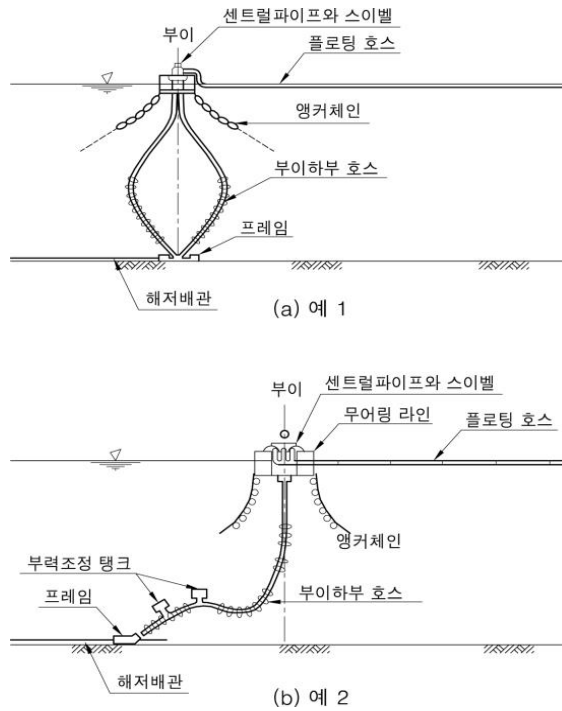 센트럴파이프와 스이벨
부이
플로팅 호스
앵커체인
부이하부 호스
프레임
해저배관
(a) 예 1
센트럴파이프와 스이벨
부이
무어링 라인
플로팅 호스
앵커체인
부력조정 탱크
프레임
부이하부 호스
해저배관
(b) 예 2